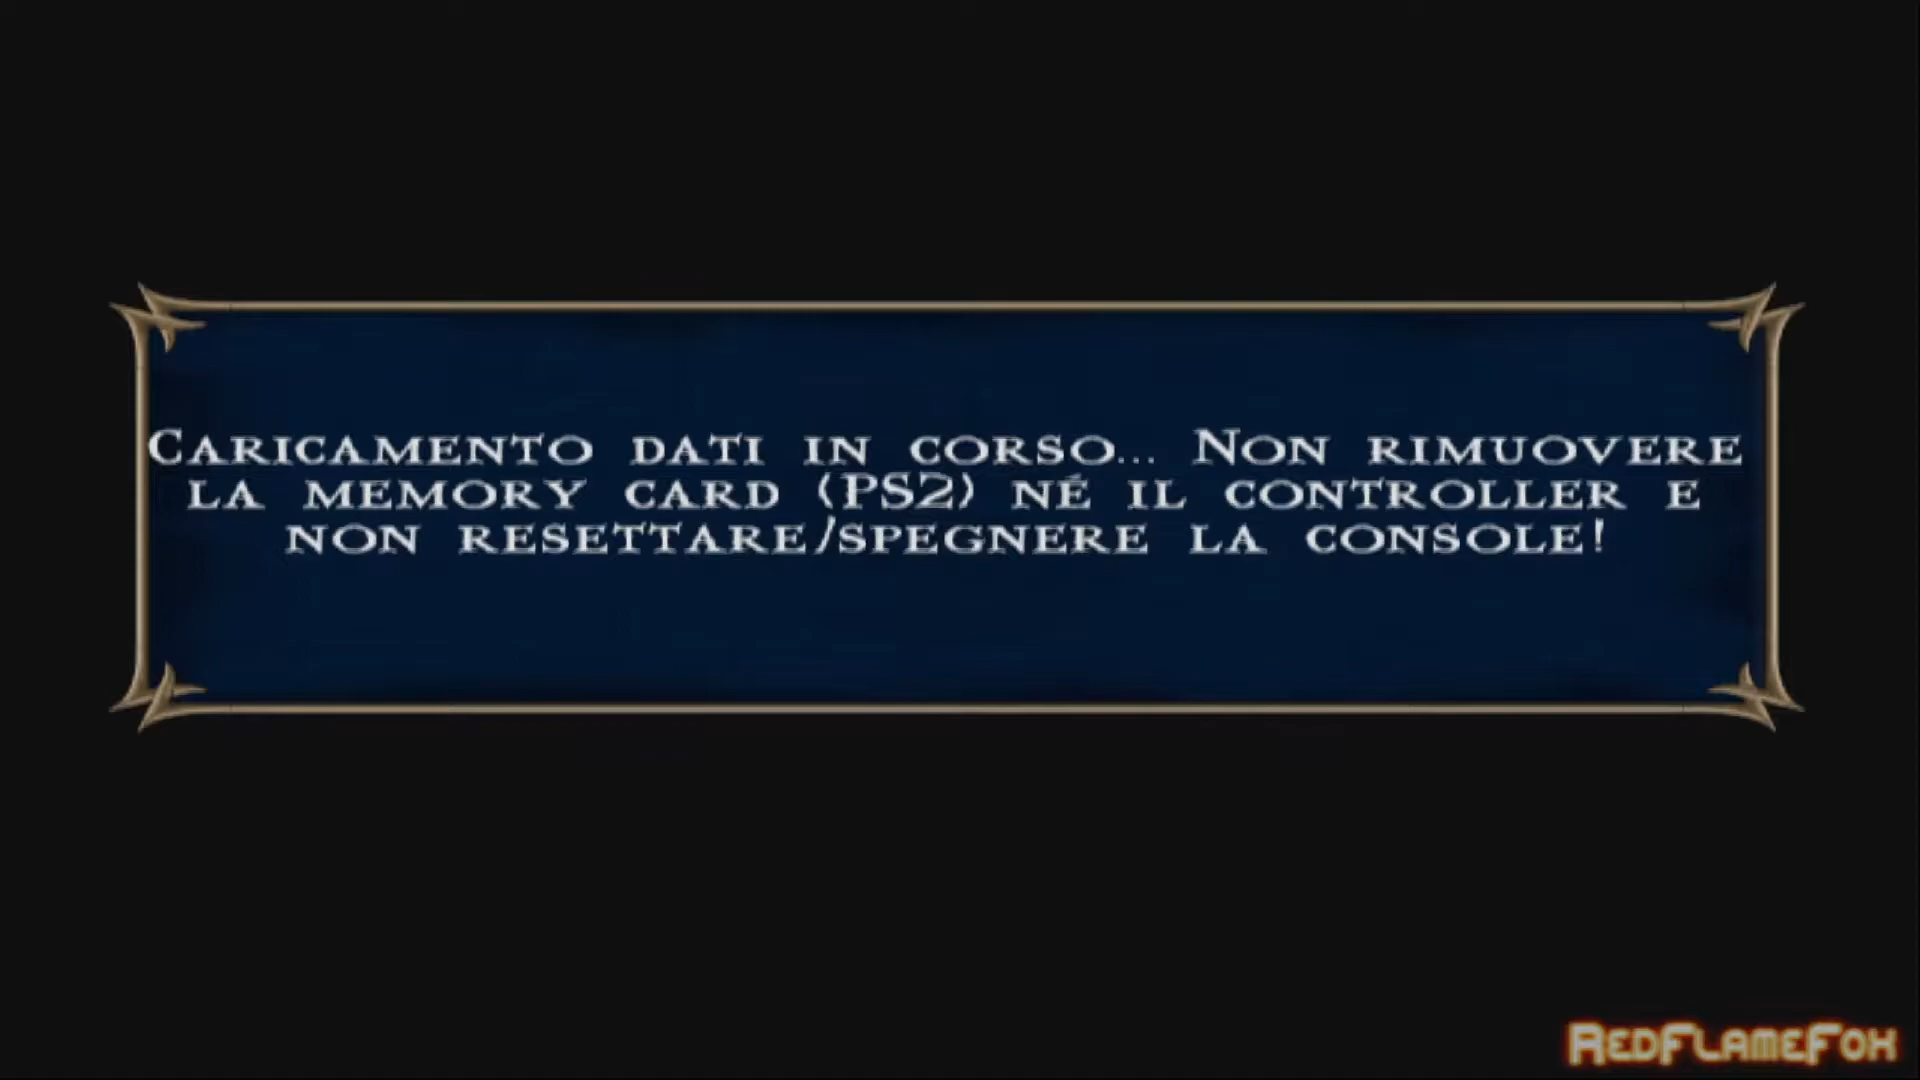 Caricamento dati in corso... Non rimuovere
la memory card (PS2) né il controller e
non resettare/spegnere la console!
RedFlameFox